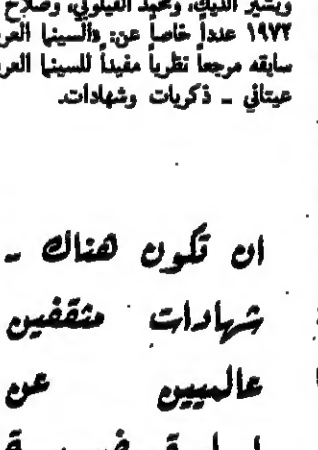 وبشير الديك، ومحمد القليوبي، وصلاح
١٩٧٢ عدداً خاصاً عن: «السينما العر
سابقه مرجعاً نظرياً مفيداً للسينما العر
عيتاني ـ ذكريات وشهادات.
ان تكون هناك ـ
شهادات مثقفين
عالميين عن